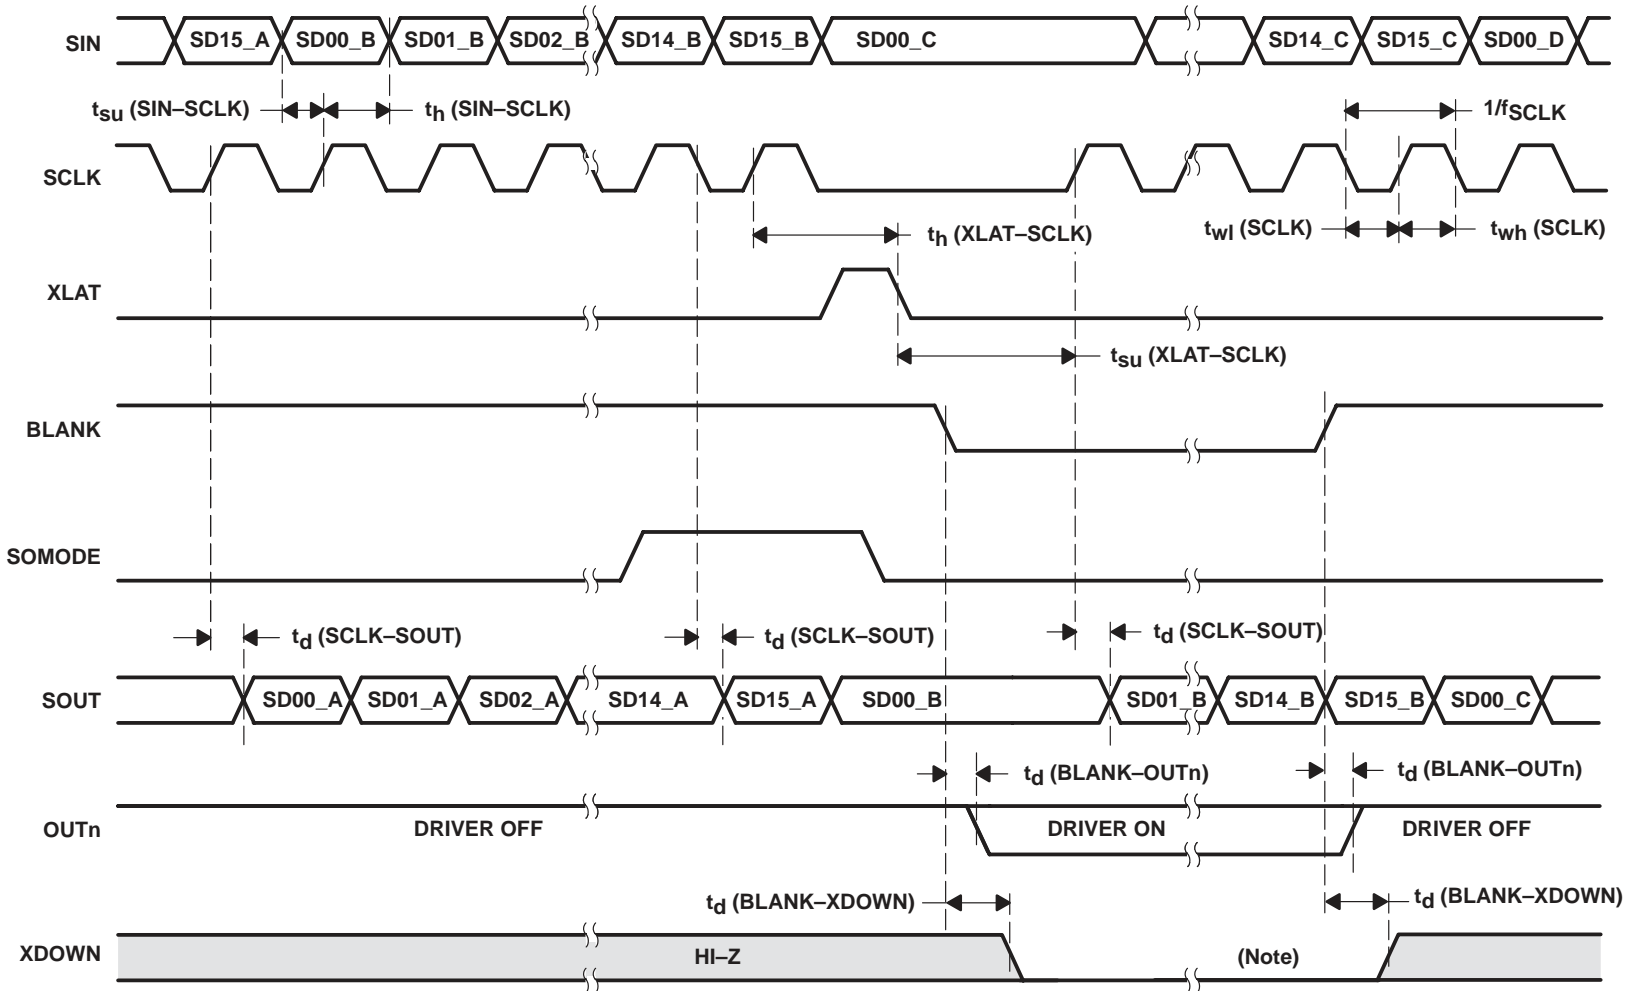 SIN SD15_A SD00_B SD01_B SD02_B SD14_B SD15_B SD00_C SD14_C SD15_C SD00_D
tsu (SIN–SCLK) th (SIN–SCLK) 1/fSCLK
SCLK
th (XLAT–SCLK) twl (SCLK) twh (SCLK)
XLAT
tsu (XLAT–SCLK)
BLANK
SOMODE
td (SCLK–SOUT) td (SCLK–SOUT) td (SCLK–SOUT)
SOUT SD00_A SD01_A SD02_A SD14_A SD15_A SD00_B SD01_B SD14_B SD15_B SD00_C
td (BLANK–OUTn) td (BLANK–OUTn)
OUTn DRIVER OFF DRIVER ON DRIVER OFF
td (BLANK–XDOWN) td (BLANK–XDOWN)
XDOWN HI–Z (Note)